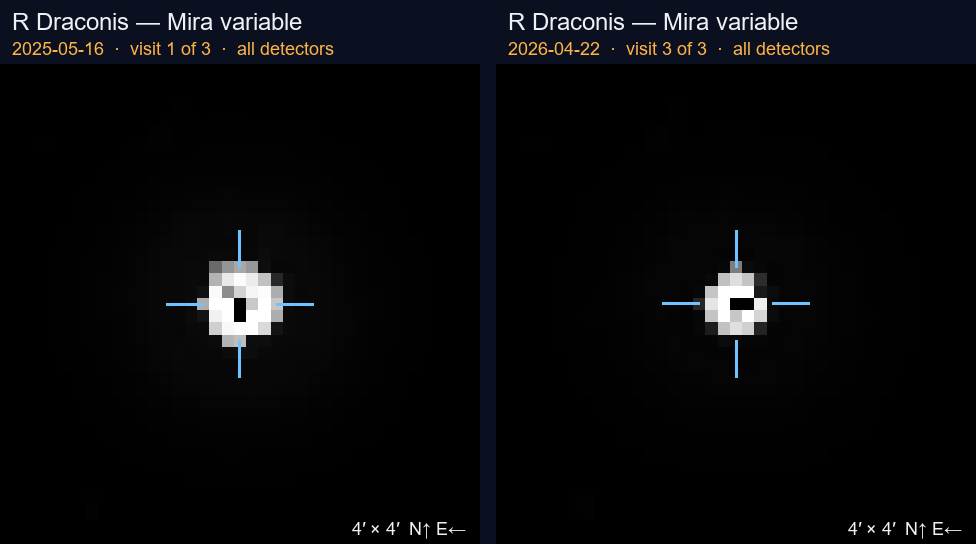 R Draconis — Mira variable
2025-05-16 · visit 1 of 3 · all detectors
4′ × 4′ N↑ E←
R Draconis — Mira variable
2026-04-22 · visit 3 of 3 · all detectors
4′ × 4′ N↑ E←